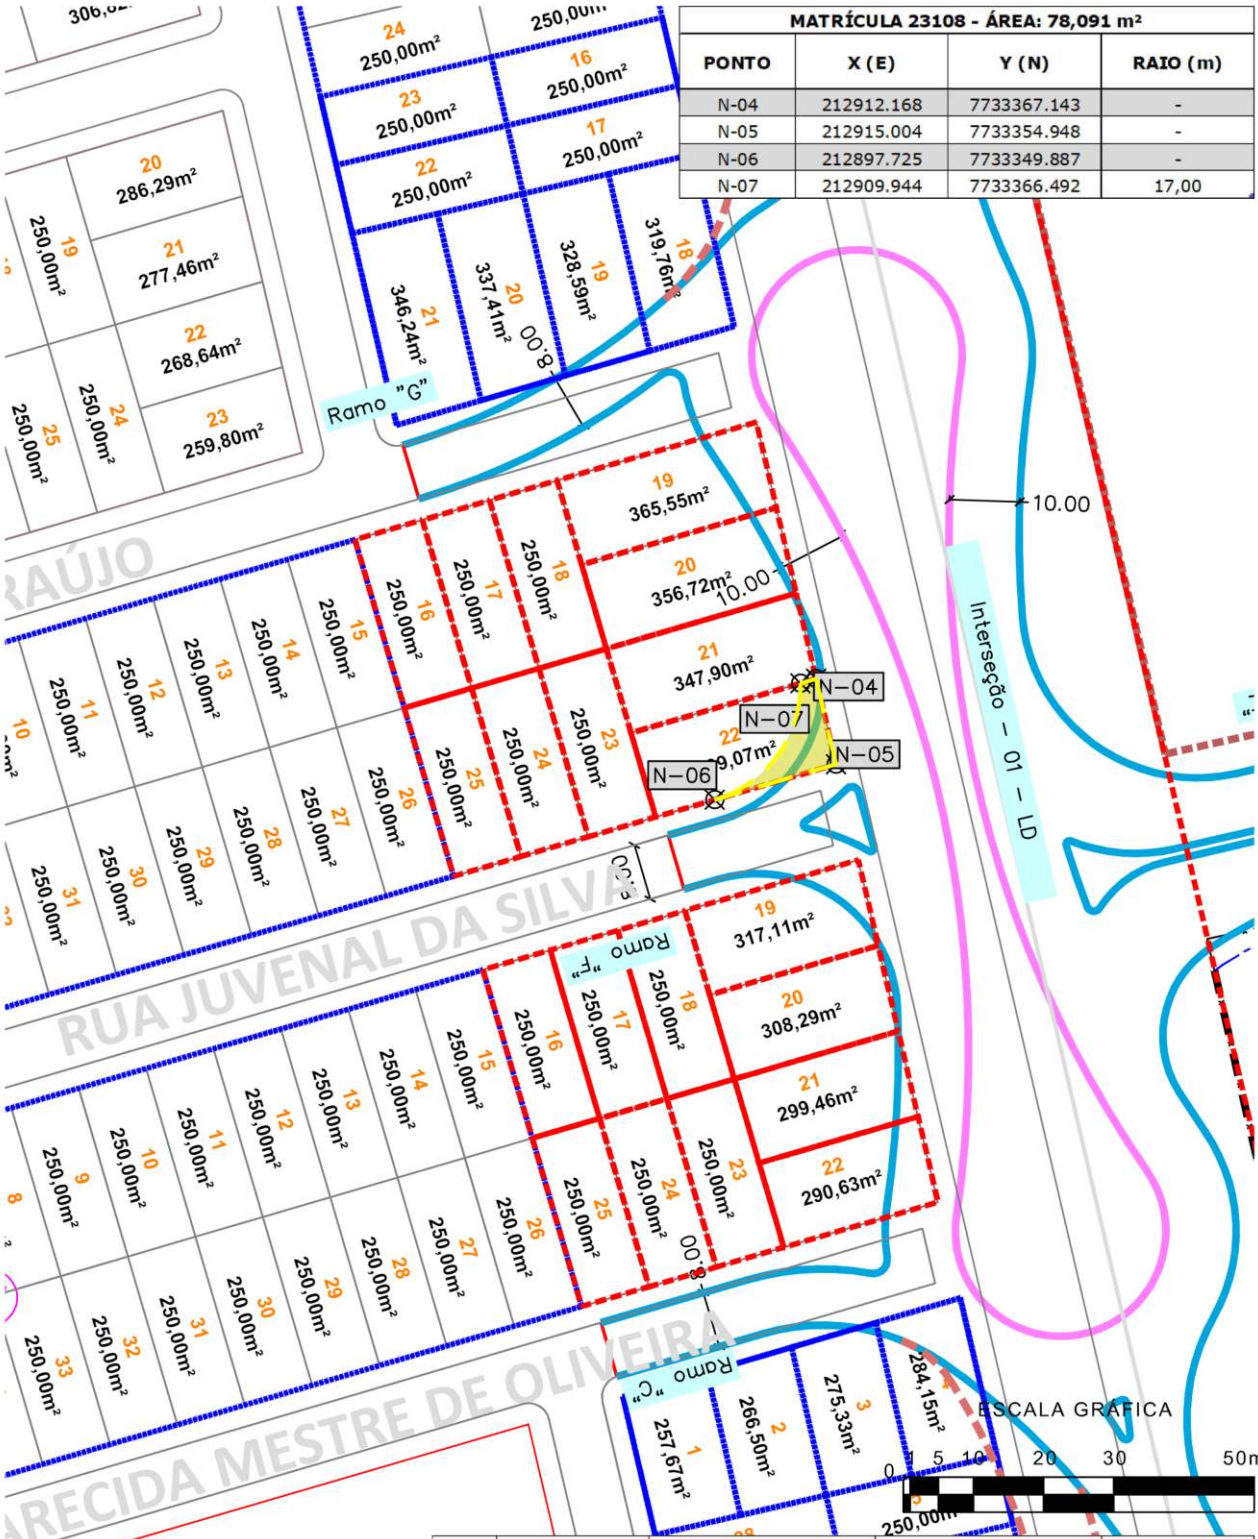 MATRÍCULA 23108 - ÁREA: 78,091 m²
PONTO X (E) Y (N) RAIO (m)
N-04 212912.168 7733367.143 -
N-05 212915.004 7733354.948 -
N-06 212897.725 7733349.887 -
N-07 212909.944 7733366.492 17,00
24
250,00m²
250,00m
16
250,00m²
23
250,00m²
17
250,00m²
22
250,00m²
18
319,76m²
19
328,59m²
20
337,41m²
21
346,24m²
20
286,29m²
19
250,00m²
21
277,46m²
22
268,64m²
23
259,80m²
24
250,00m²
25
250,00m²
8.00
Ramo "G"
19
365,55m²
20
356,72m²
10.00
10.00
21
347,90m²
22
9,07m²
N-04
N-07
N-05
N-06
18
250,00m²
17
250,00m²
16
250,00m²
15
250,00m²
14
250,00m²
13
250,00m²
12
250,00m²
11
250,00m²
10
23
250,00m²
24
250,00m²
25
250,00m²
26
250,00m²
27
250,00m²
28
250,00m²
29
250,00m²
30
250,00m²
31
250,00m²
RAÚJO
Interseção - 01 - LD
RUA JUVENAL DA SILVA
8.00
Ramo "F"
19
317,11m²
20
308,29m²
21
299,46m²
22
290,63m²
18
250,00m²
17
250,00m²
16
250,00m²
15
250,00m²
14
250,00m²
13
250,00m²
12
250,00m²
11
250,00m²
10
250,00m²
9
250,00m²
8
23
250,00m²
24
250,00m²
25
250,00m²
26
250,00m²
27
250,00m²
28
250,00m²
29
250,00m²
30
250,00m²
31
250,00m²
32
250,00m²
33
250,00m²
8.00
ARECIDA MESTRE DE OLIVEIRA
Ramo "C"
1
257,67m²
2
266,50m²
3
275,33m²
4
284,15m²
5
250,00m
ESCALA GRÁFICA
0 1 5 10 20 30 50m